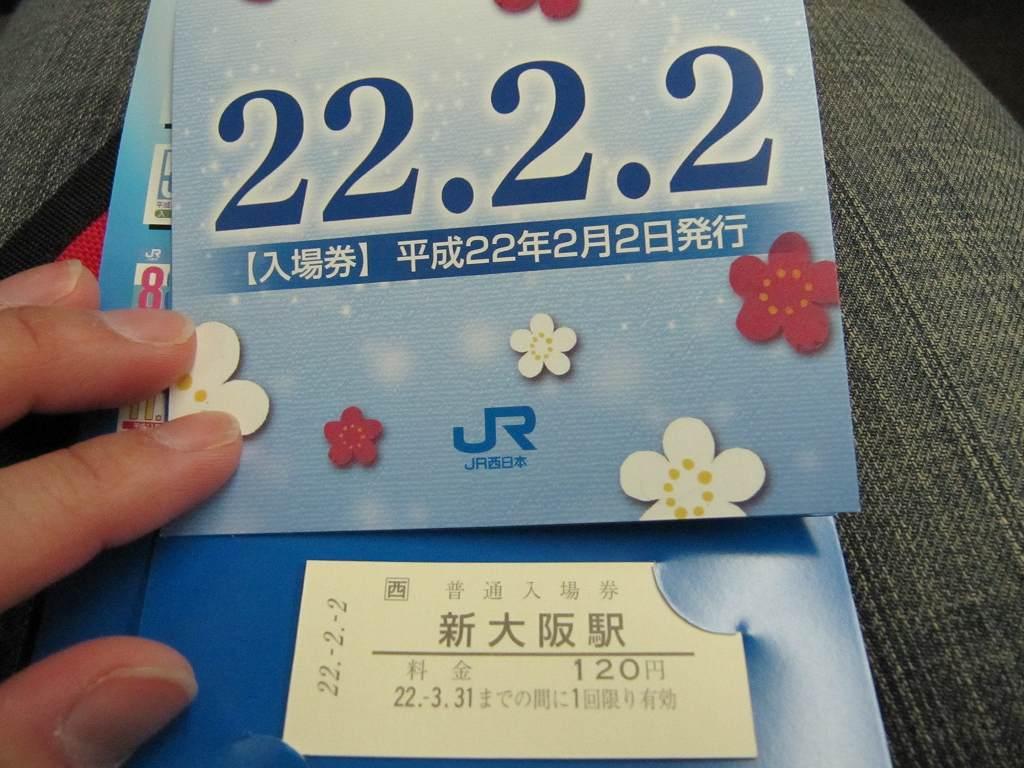 22.2.2
【入場券】 平成22年2月2日発行
JR
8
JR
JR西日本
西 普通入場券
新大阪駅
22.-2.-2
料金 120円
22.-3.31までの間に1回限り有効